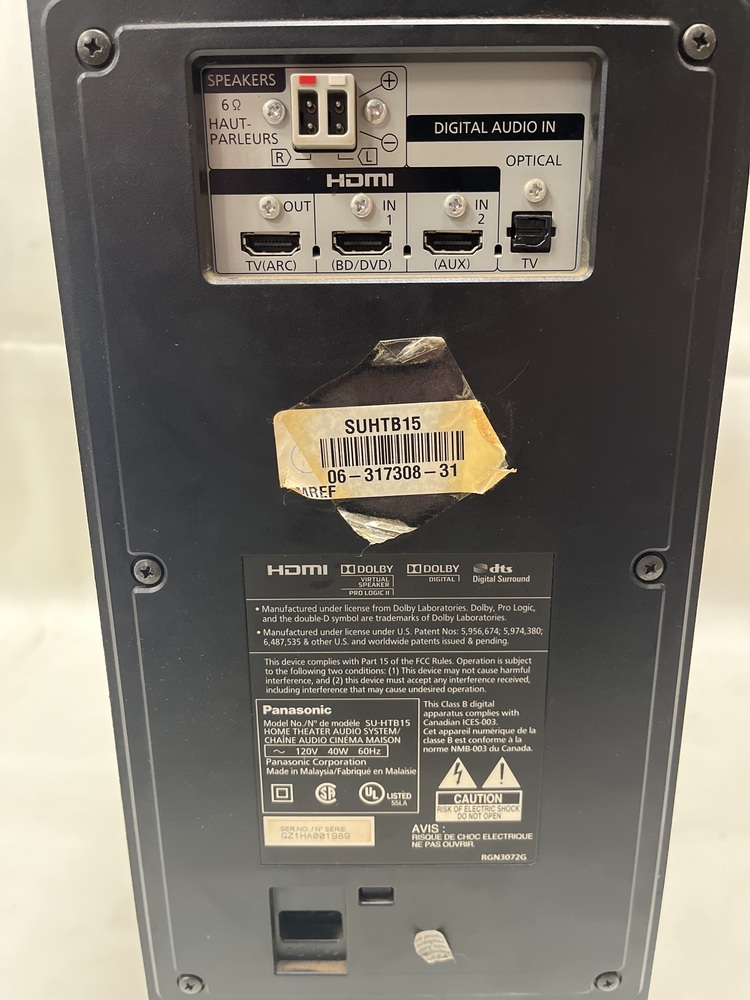 SPEAKERS
6 Ω
HAUT-
PARLEURS
R L
+
−
DIGITAL AUDIO IN
OPTICAL
HDMI
OUT
IN
1
IN
2
TV(ARC)
(BD/DVD)
(AUX)
TV
SUHTB15
06-317308-31
MREF
HDMI
DOLBY
VIRTUAL
SPEAKER
PRO LOGIC II
DOLBY
DIGITAL
dts
Digital Surround
• Manufactured under license from Dolby Laboratories. Dolby, Pro Logic,
and the double-D symbol are trademarks of Dolby Laboratories.
• Manufactured under license under U.S. Patent Nos: 5,956,674; 5,974,380;
6,487,535 & other U.S. and worldwide patents issued & pending.
This device complies with Part 15 of the FCC Rules. Operation is subject
to the following two conditions: (1) This device may not cause harmful
interference, and (2) this device must accept any interference received,
including interference that may cause undesired operation.
Panasonic
Model No./N° de modèle SU-HTB15
HOME THEATER AUDIO SYSTEM/
CHAÎNE AUDIO CINÉMA MAISON
∼ 120V 40W 60Hz
Panasonic Corporation
Made in Malaysia/Fabriqué en Malaisie
UL LISTED
55LA
This Class B digital
apparatus complies with
Canadian ICES-003.
Cet appareil numérique de la
classe B est conforme à la
norme NMB-003 du Canada.
CAUTION
RISK OF ELECTRIC SHOCK
DO NOT OPEN
AVIS :
RISQUE DE CHOC ELECTRIQUE
NE PAS OUVRIR.
SER.NO. / N° SÉRIE
GZ1HA001989
RGN3072G